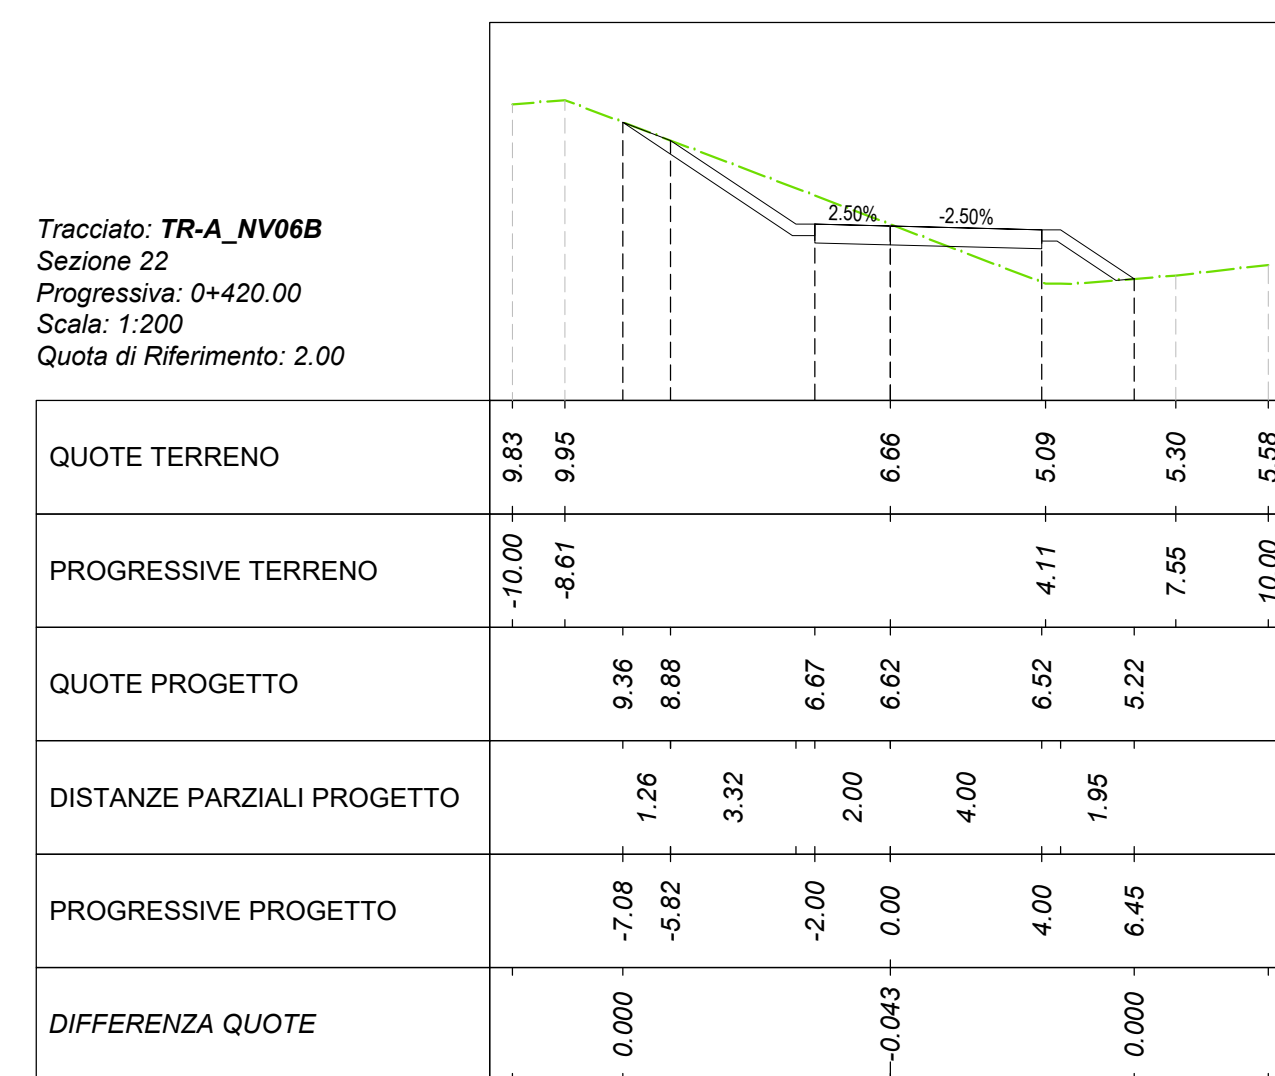 2.50% -2.50%
Tracciato: TR-A_NV06B
Sezione 22
Progressiva: 0+420.00
Scala: 1:200
Quota di Riferimento: 2.00
QUOTE TERRENO 9.83 9.95 6.66 5.09 5.30 5.58
PROGRESSIVE TERRENO -10.00 -8.61 4.11 7.55 10.00
QUOTE PROGETTO 9.36 8.88 6.67 6.62 6.52 5.22
DISTANZE PARZIALI PROGETTO 1.26 3.32 2.00 4.00 1.95
PROGRESSIVE PROGETTO -7.08 -5.82 -2.00 0.00 4.00 6.45
DIFFERENZA QUOTE 0.000 -0.043 0.000